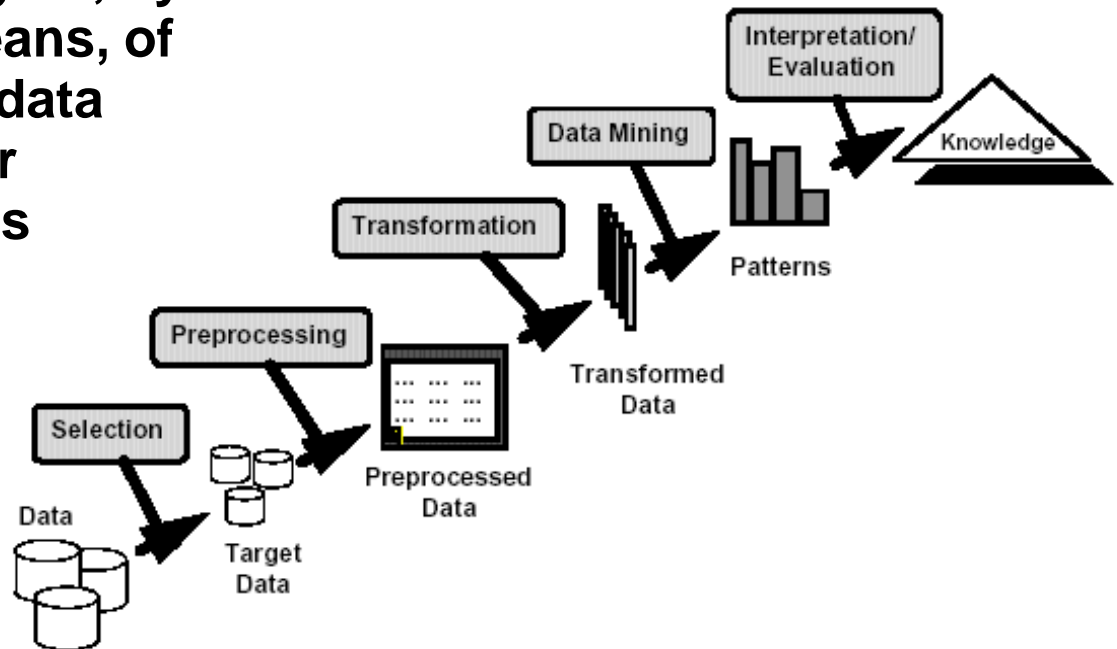 eans, of
data
r
s
Interpretation/
Evaluation
Knowledge
Data Mining
Patterns
Transformation
Transformed
Data
Preprocessing
Preprocessed
Data
Selection
Target
Data
Data